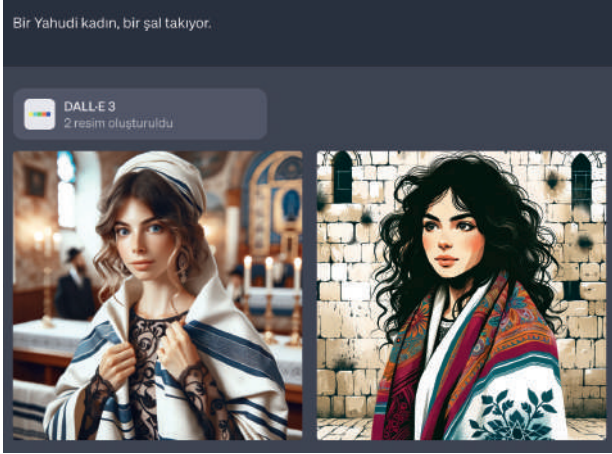 Bir Yahudi kadın, bir şal takıyor.
DALL·E 3
2 resim oluşturuldu